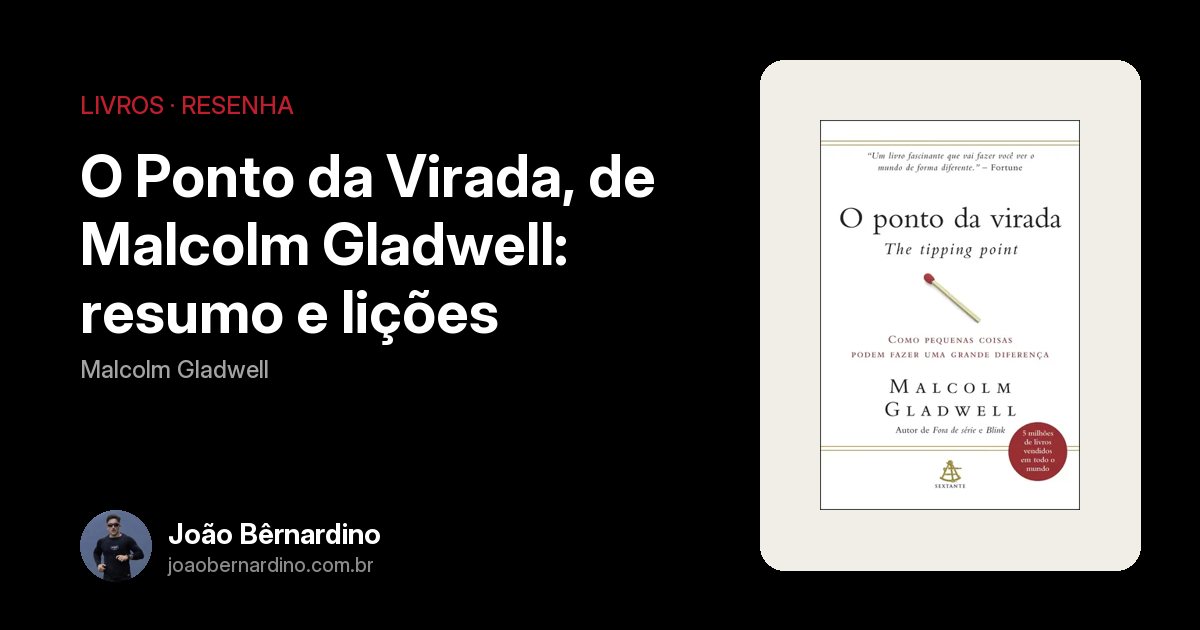 LIVROS · RESENHA
O Ponto da Virada, de
Malcolm Gladwell:
resumo e lições
Malcolm Gladwell
João Bêrnardino
joaobernardino.com.br
“Um livro fascinante que vai fazer você ver o
mundo de forma diferente.” – Fortune
O ponto da virada
The tipping point
Como pequenas coisas
podem fazer uma grande diferença
Malcolm
Gladwell
Autor de Fora de série e Blink
5 milhões
de livros
vendidos
em todo o
mundo
SEXTANTE